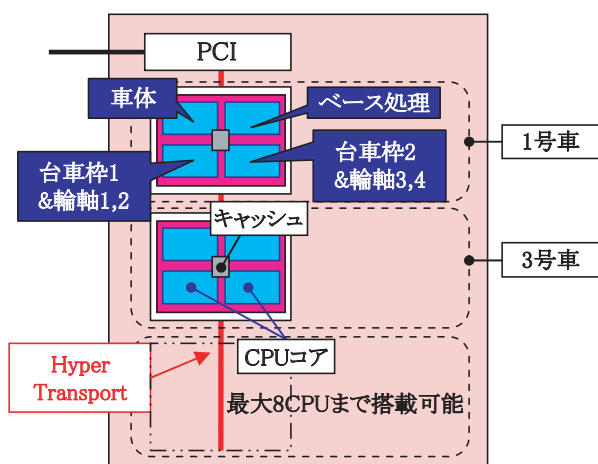 PCI
車体
ベース処理
台車枠1
&輪軸1,2
台車枠2
&輪軸3,4
1号車
キャッシュ
3号車
Hyper
Transport
CPUコア
最大8CPUまで搭載可能